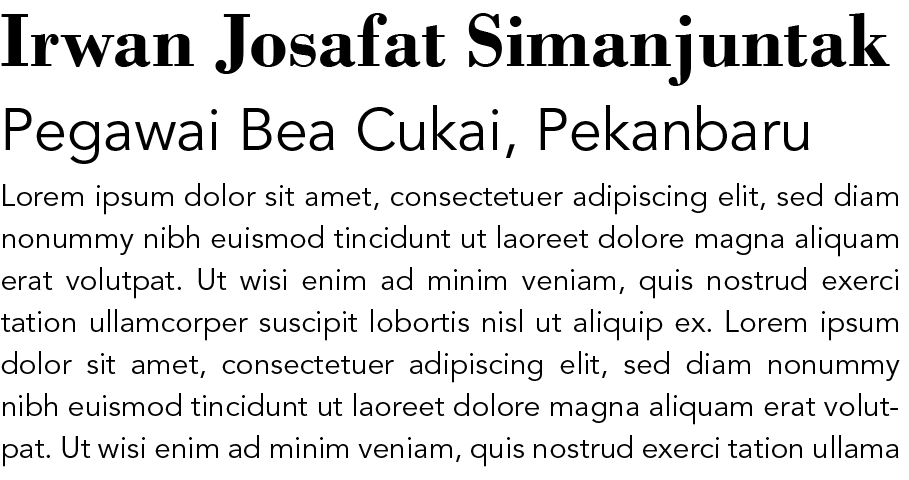 Irwan Josafat Simanjuntak
Pegawai Bea Cukai, Pekanbaru
Lorem ipsum dolor sit amet, consectetuer adipiscing elit, sed diam
nonummy nibh euismod tincidunt ut laoreet dolore magna aliquam
erat volutpat. Ut wisi enim ad minim veniam, quis nostrud exerci
tation ullamcorper suscipit lobortis nisl ut aliquip ex. Lorem ipsum
dolor sit amet, consectetuer adipiscing elit, sed diam nonummy
nibh euismod tincidunt ut laoreet dolore magna aliquam erat volut-
pat. Ut wisi enim ad minim veniam, quis nostrud exerci tation ullama